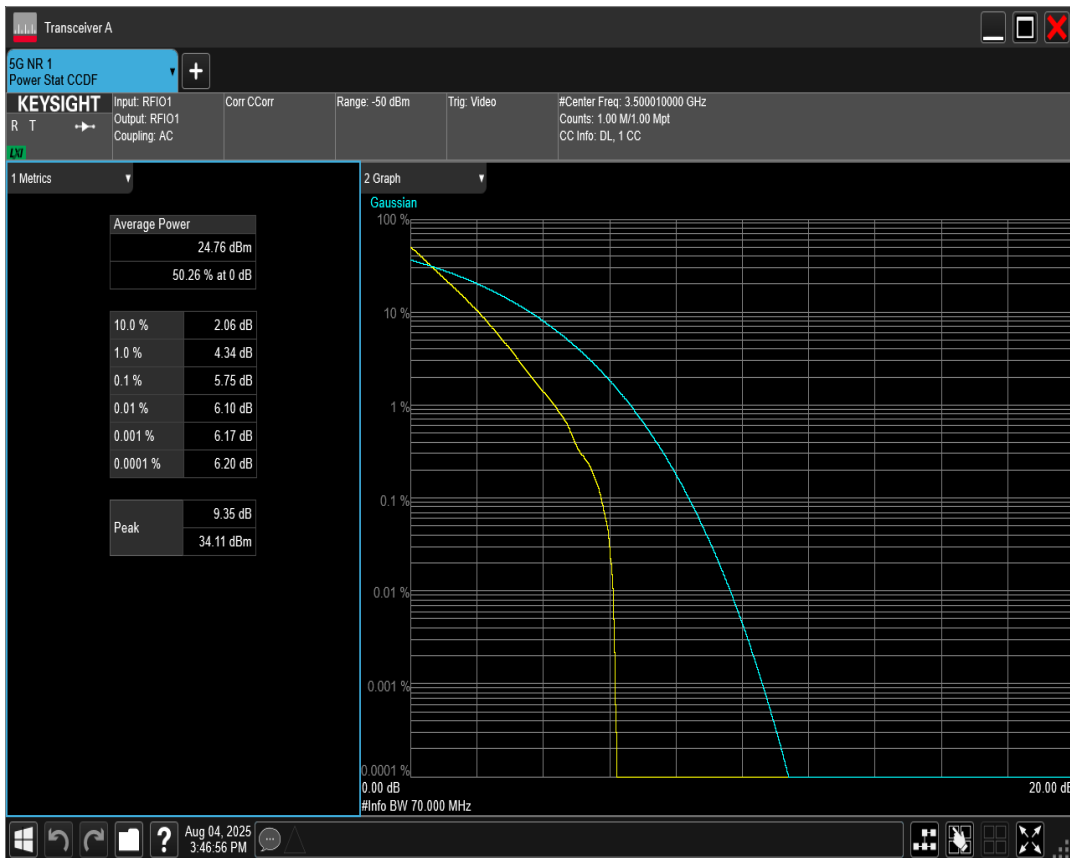 Transceiver A
5G NR 1
Power Stat CCDF
KEYSIGHT
R T
LXI
Input: RFIO1
Output: RFIO1
Coupling: AC
Corr CCorr
Range: -50 dBm
Trig: Video
#Center Freq: 3.500010000 GHz
Counts: 1.00 M/1.00 Mpt
CC Info: DL, 1 CC
1 Metrics
Average Power
24.76 dBm
50.26 % at 0 dB
10.0 % 2.06 dB
1.0 % 4.34 dB
0.1 % 5.75 dB
0.01 % 6.10 dB
0.001 % 6.17 dB
0.0001 % 6.20 dB
Peak
9.35 dB
34.11 dBm
2 Graph
Gaussian
100 %
10 %
1 %
0.1 %
0.01 %
0.001 %
0.0001 %
0.00 dB 20.00 dB
#Info BW 70.000 MHz
Aug 04, 2025
3:46:56 PM